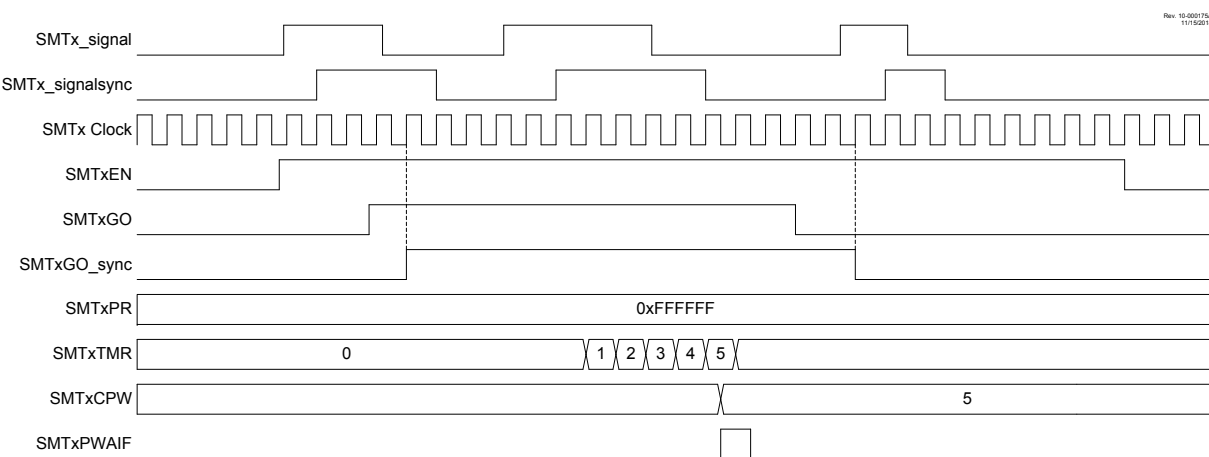 Rev. 10-000175
11/15/201
SMTx_signal
SMTx_signalsync
SMTx Clock
SMTxEN
SMTxGO
SMTxGO_sync
SMTxPR 0xFFFFFF
SMTxTMR 0 1 2 3 4 5
SMTxCPW 5
SMTxPWAIF